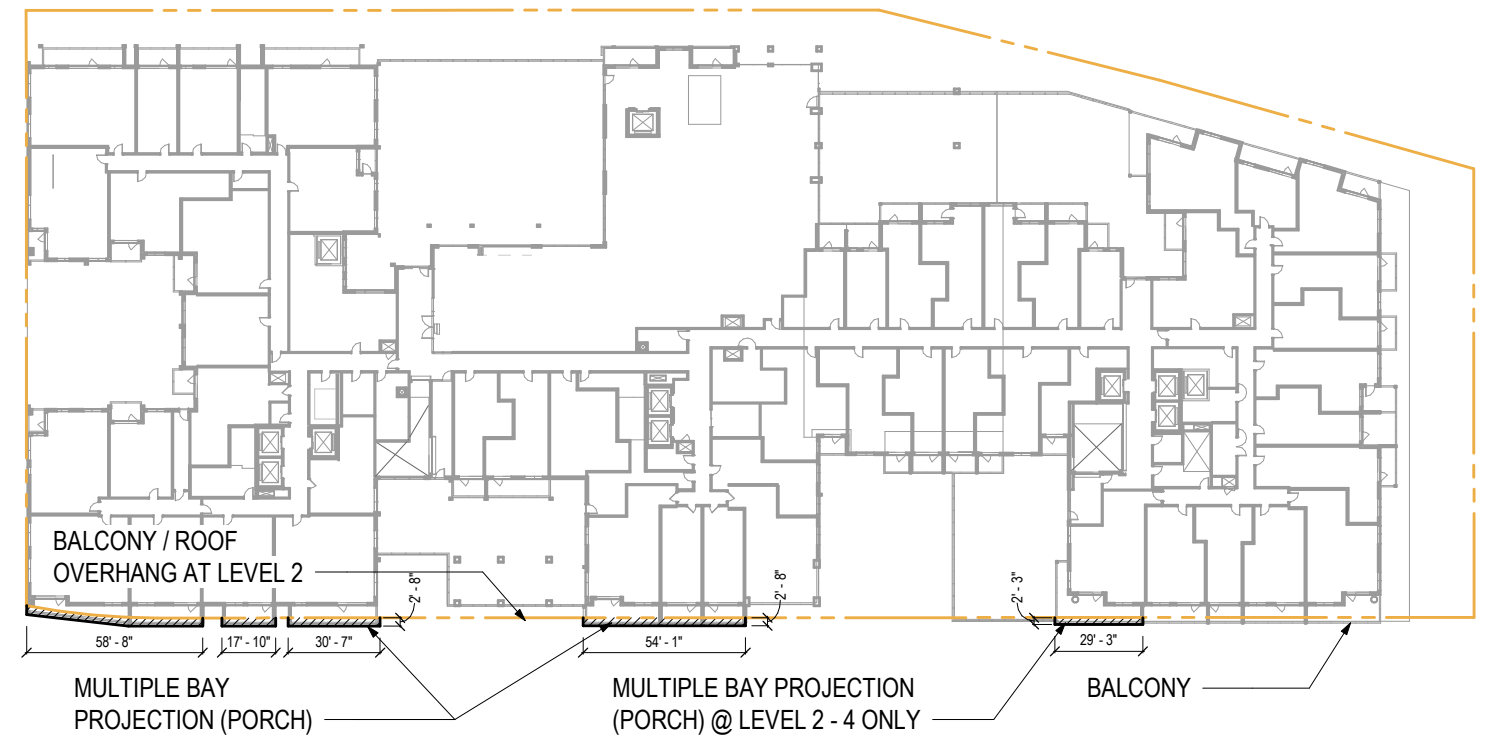 BALCONY / ROOF
OVERHANG AT LEVEL 2
2' - 8"
2' - 8"
2' - 3"
58' - 8"
17' - 10"
30' - 7"
54' - 1"
29' - 3"
MULTIPLE BAY
PROJECTION (PORCH)
MULTIPLE BAY PROJECTION
(PORCH) @ LEVEL 2 - 4 ONLY
BALCONY